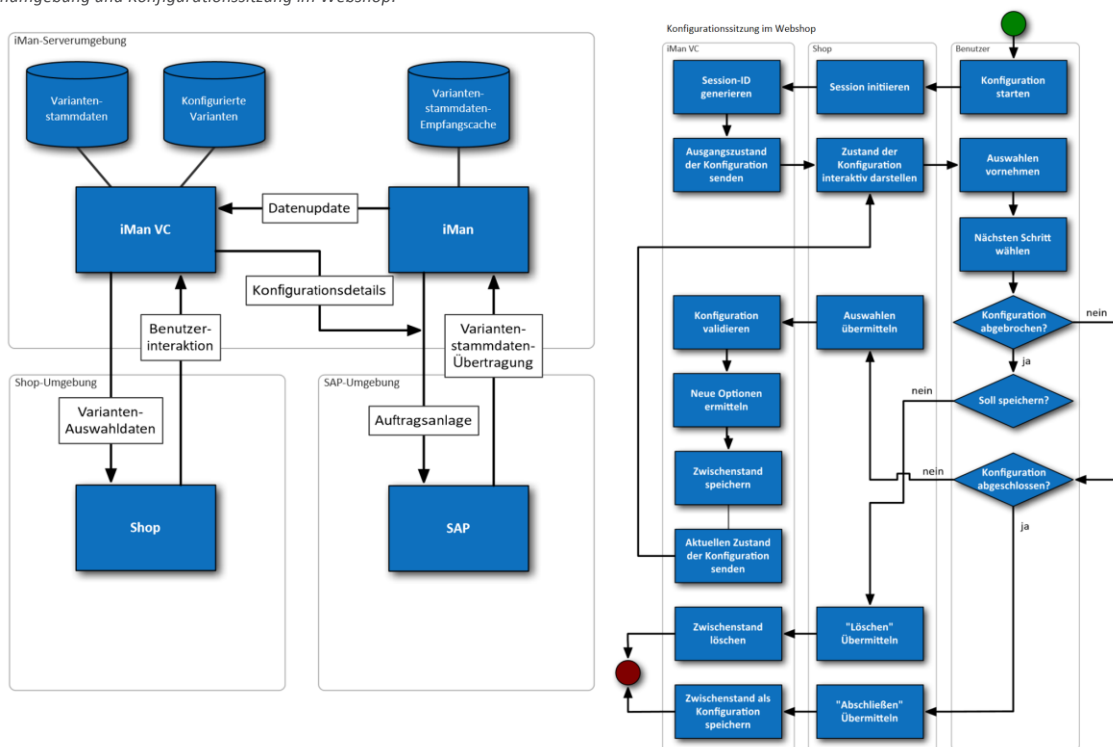 und Konfigurationssitzung im Webshop.
iMan-Serverumgebung
Varianten-
stammdaten
Konfigurierte
Varianten
Varianten-
stammdaten-
Empfangscache
iMan VC
Datenupdate
iMan
Konfigurationsdetails
Benutzer-
interaktion
Varianten-
stammdaten-
Übertragung
Shop-Umgebung
SAP-Umgebung
Varianten-
Auswahldaten
Auftragsanlage
Shop
SAP
Konfigurationssitzung im Webshop
iMan VC
Shop
Benutzer
Session-ID
generieren
Session initiieren
Konfiguration
starten
Ausgangszustand
der Konfiguration
senden
Zustand der
Konfiguration
interaktiv darstellen
Auswahlen
vornehmen
Nächsten Schritt
wählen
Konfiguration
validieren
Auswahlen
übermitteln
Konfiguration
abgebrochen?
nein
ja
Neue Optionen
ermitteln
nein
Soll speichern?
Zwischenstand
speichern
nein
Konfiguration
abgeschlossen?
ja
Aktuellen Zustand
der Konfiguration
senden
Zwischenstand
löschen
"Löschen"
Übermitteln
Zwischenstand als
Konfiguration
speichern
"Abschließen"
Übermitteln